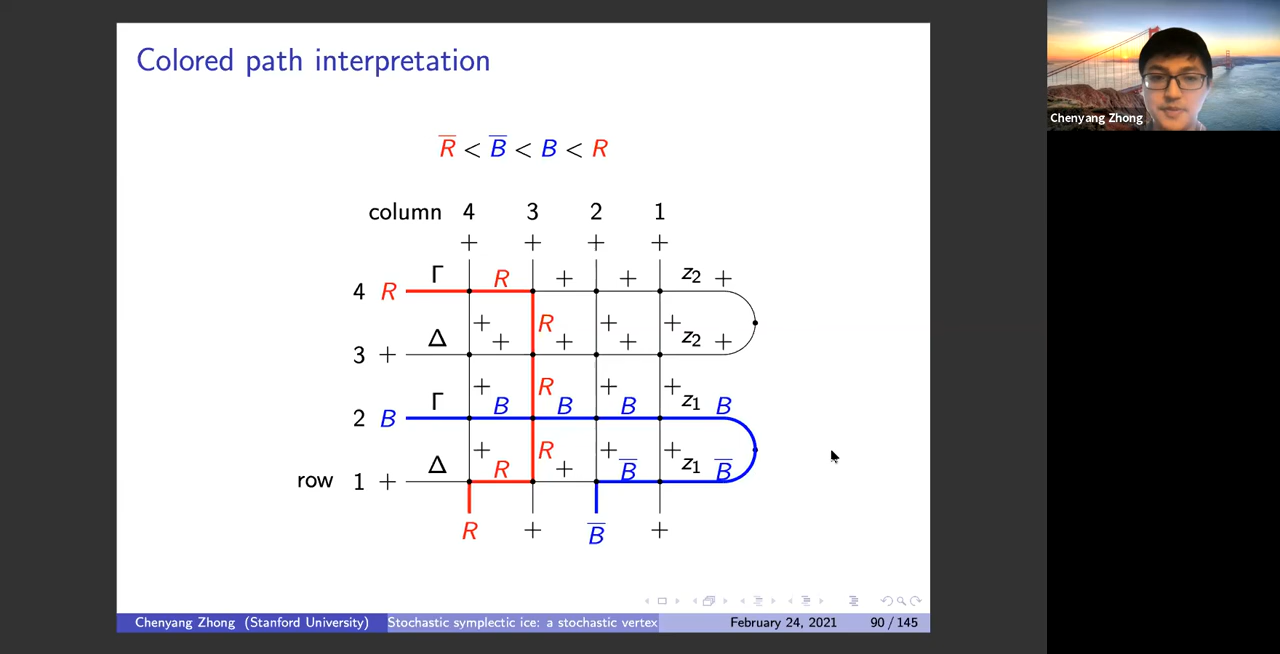 Colored path interpretation
R̅ < B̅ < B < R
column 4 3 2 1
+ + + +
Γ R + + z₂ +
4 R
+ R + +
Δ + + + z₂ +
3 +
+ R + +
Γ B B B z₁ B
2 B
+ R + +
Δ R + B̅ z₁ B̅
row 1 +
R + B̅ +
Chenyang Zhong (Stanford University) Stochastic symplectic ice: a stochastic vertex February 24, 2021 90 / 145
Chenyang Zhong